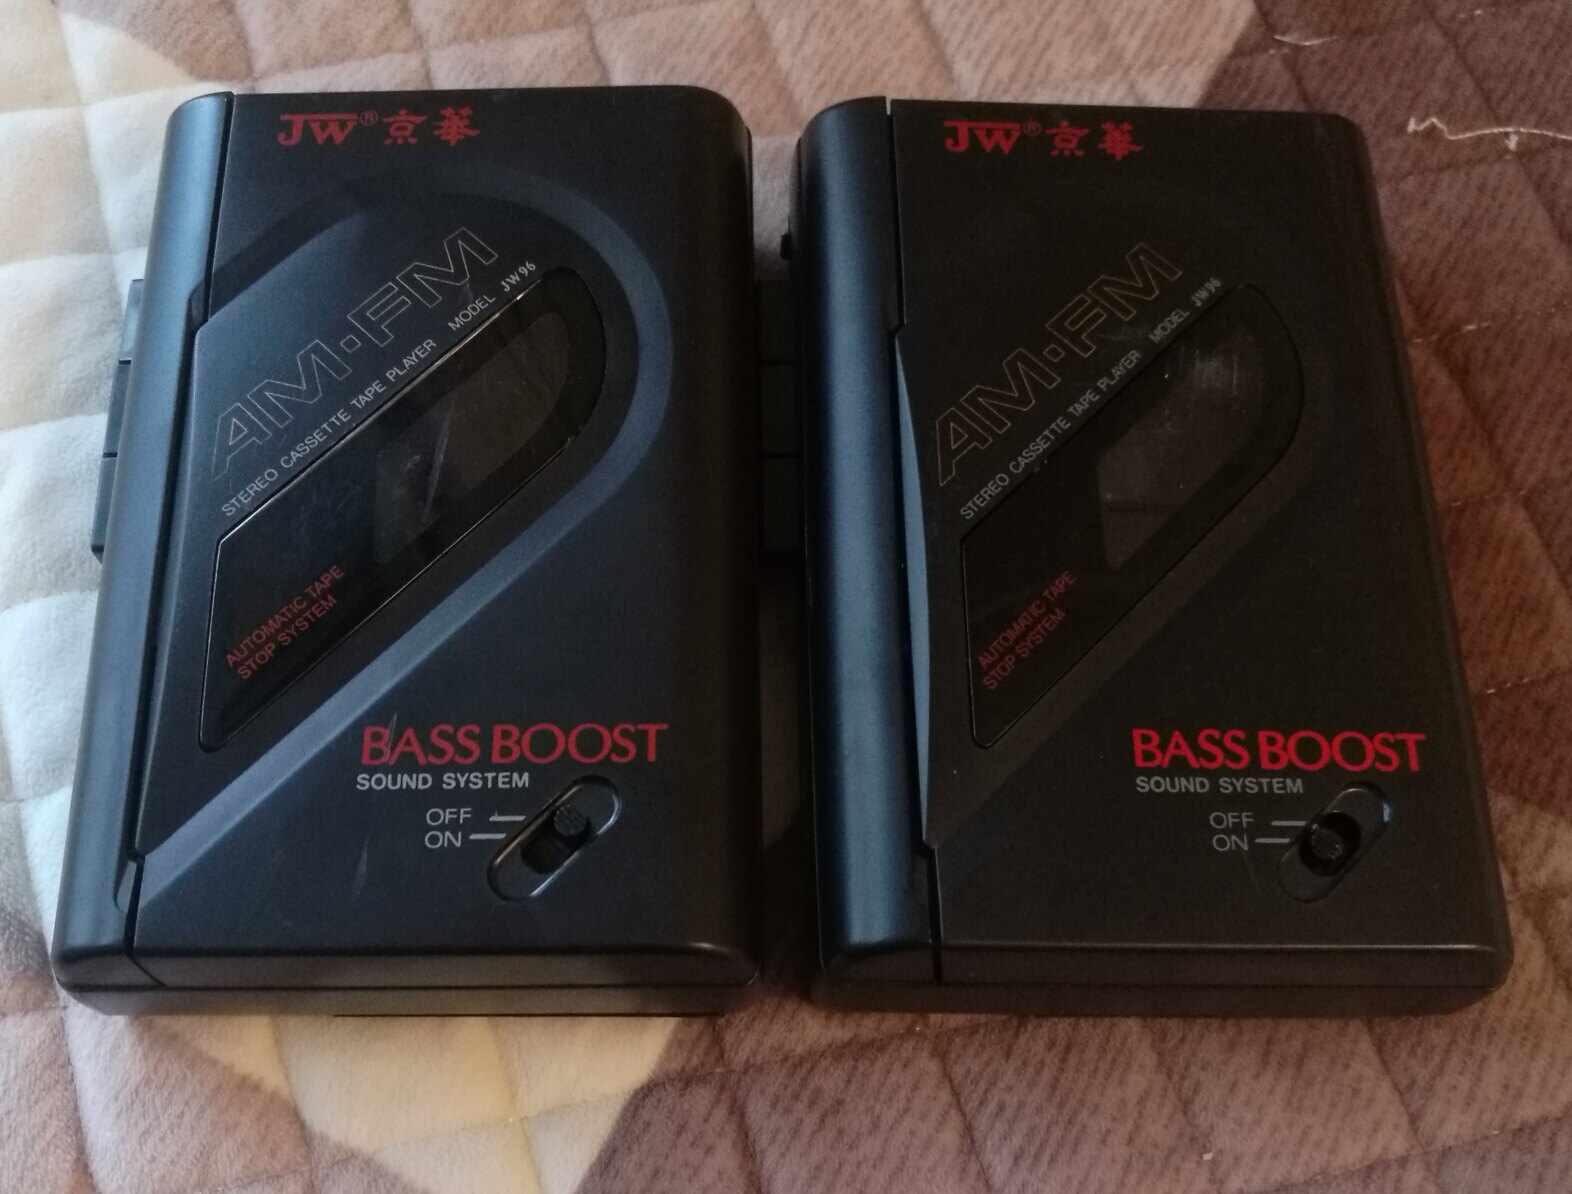 JW® 京華
AM·FM
STEREO CASSETTE TAPE PLAYER MODEL JW96
AUTOMATIC TAPE
STOP SYSTEM
BASS BOOST
SOUND SYSTEM
OFF
ON
JW® 京華
AM·FM
STEREO CASSETTE TAPE PLAYER MODEL JW96
AUTOMATIC TAPE
STOP SYSTEM
BASS BOOST
SOUND SYSTEM
OFF
ON